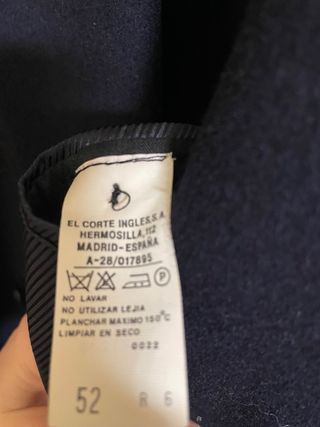 EL CORTE INGLES,S.A.
HERMOSILLA, 112
MADRID-ESPAÑA
A-28/017895
P
NO LAVAR
NO UTILIZAR LEJIA
PLANCHAR MAXIMO 150°C
LIMPIAR EN SECO
0022
52 R 6